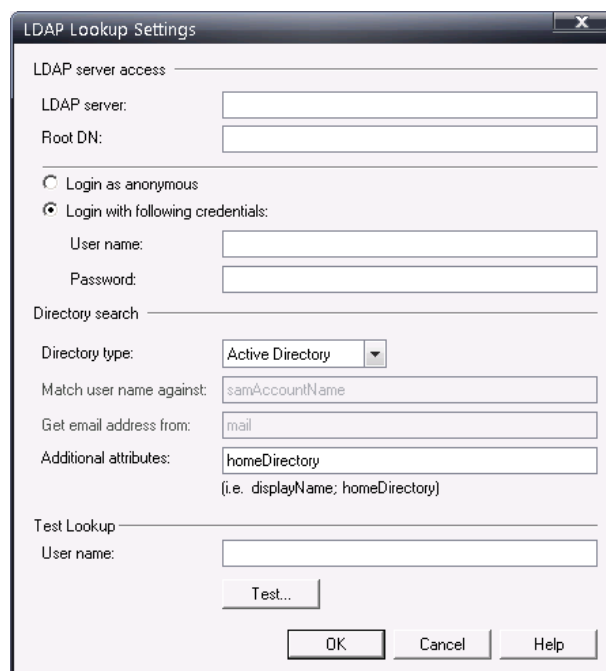 LDAP Lookup Settings
LDAP server access
LDAP server:
Root DN:
Login as anonymous
Login with following credentials:
User name:
Password:
Directory search
Directory type: Active Directory
Match user name against: samAccountName
Get email address from: mail
Additional attributes: homeDirectory
(i.e. displayName; homeDirectory)
Test Lookup
User name:
Test...
OK Cancel Help